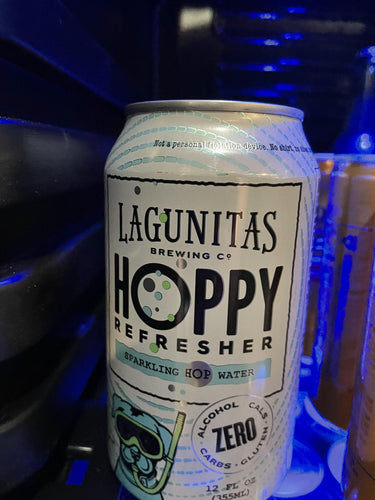 Not a personal flotation device. No shirt, no
LAGUNITAS
BREWING Cº
HOPPY
REFRESHER
SPARKLING HOP WATER
ALCOHOL CALS
ZERO
CARBS · GLUTEN
12 FL OZ
(355ML)